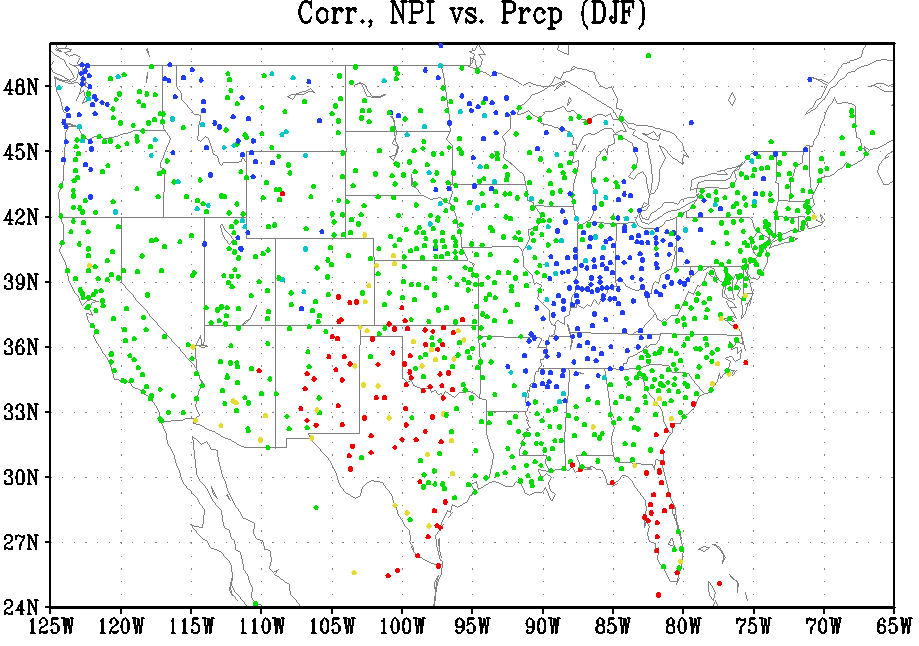 Corr., NPI vs. Prcp (DJF)
48N
45N
42N
39N
36N
33N
30N
27N
24N
125W 120W 115W 110W 105W 100W 95W 90W 85W 80W 75W 70W 65W